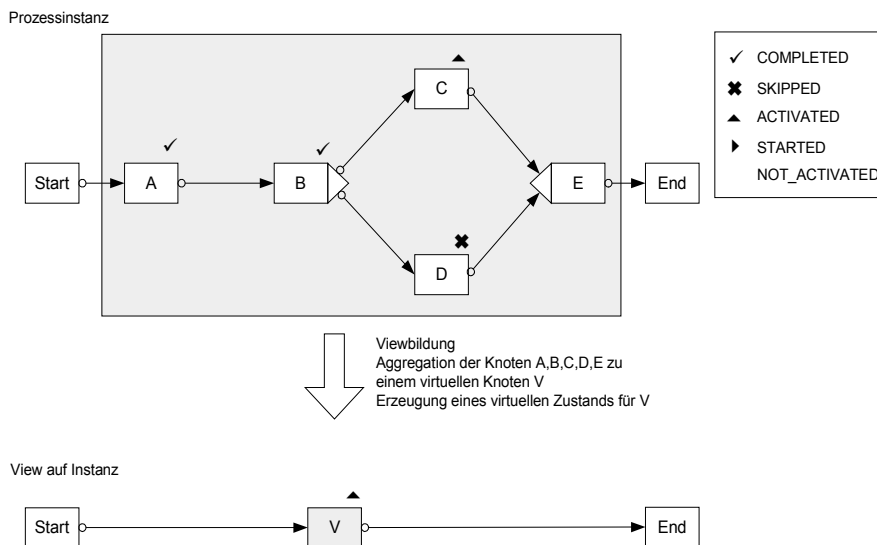 Prozessinstanz
COMPLETED
SKIPPED
ACTIVATED
STARTED
NOT_ACTIVATED
C
Start
A
B
E
End
D
Viewbildung
Aggregation der Knoten A,B,C,D,E zu
einem virtuellen Knoten V
Erzeugung eines virtuellen Zustands für V
View auf Instanz
Start
V
End